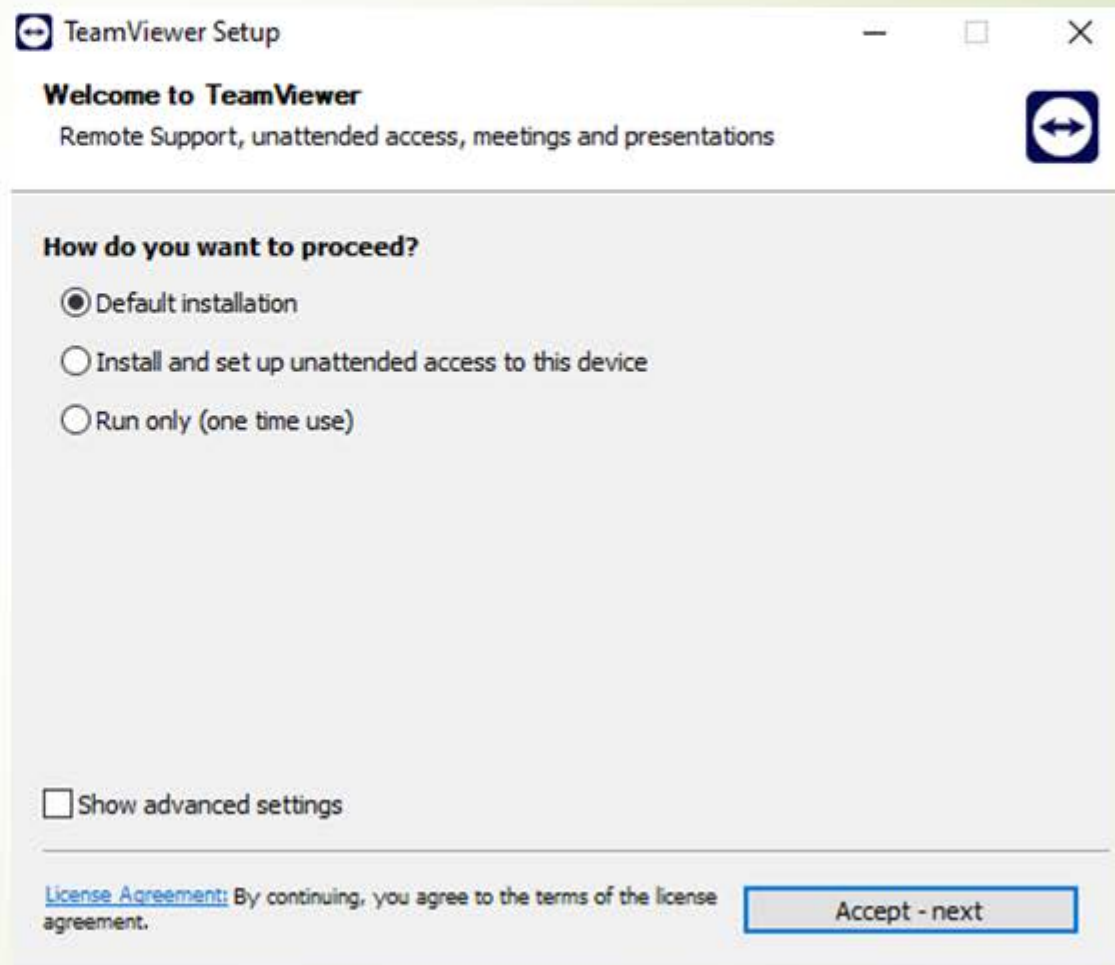 TeamViewer Setup
Welcome to TeamViewer
Remote Support, unattended access, meetings and presentations
How do you want to proceed?
Default installation
Install and set up unattended access to this device
Run only (one time use)
Show advanced settings
License Agreement: By continuing, you agree to the terms of the license
agreement.
Accept - next